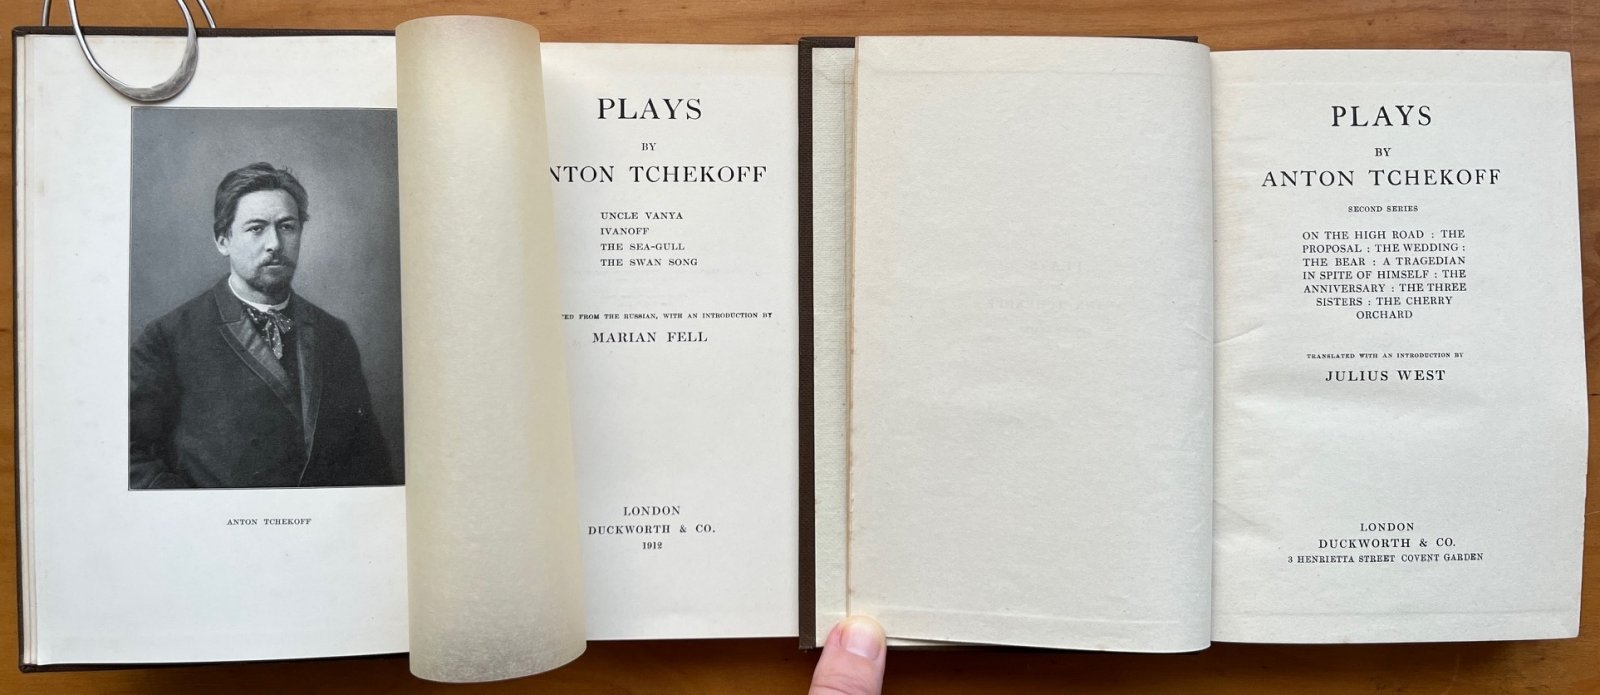 ANTON TCHEKOFF
PLAYS
BY
NTON TCHEKOFF
UNCLE VANYA
IVANOFF
THE SEA-GULL
THE SWAN SONG
ED FROM THE RUSSIAN, WITH AN INTRODUCTION BY
MARIAN FELL
LONDON
DUCKWORTH & CO.
1912
PLAYS
BY
ANTON TCHEKOFF
SECOND SERIES
ON THE HIGH ROAD : THE
PROPOSAL : THE WEDDING :
THE BEAR : A TRAGEDIAN
IN SPITE OF HIMSELF : THE
ANNIVERSARY : THE THREE
SISTERS : THE CHERRY
ORCHARD
TRANSLATED WITH AN INTRODUCTION BY
JULIUS WEST
LONDON
DUCKWORTH & CO.
3 HENRIETTA STREET COVENT GARDEN